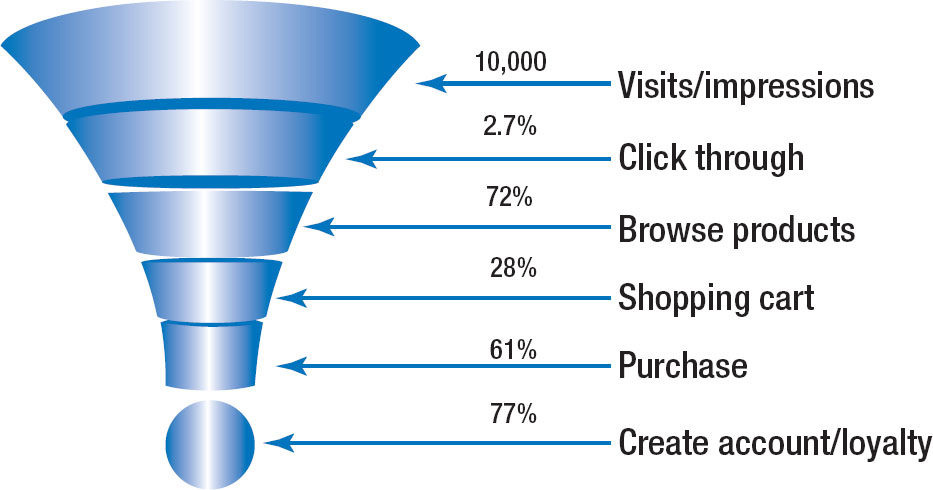 10,000
Visits/impressions
2.7%
Click through
72%
Browse products
28%
Shopping cart
61%
Purchase
77%
Create account/loyalty